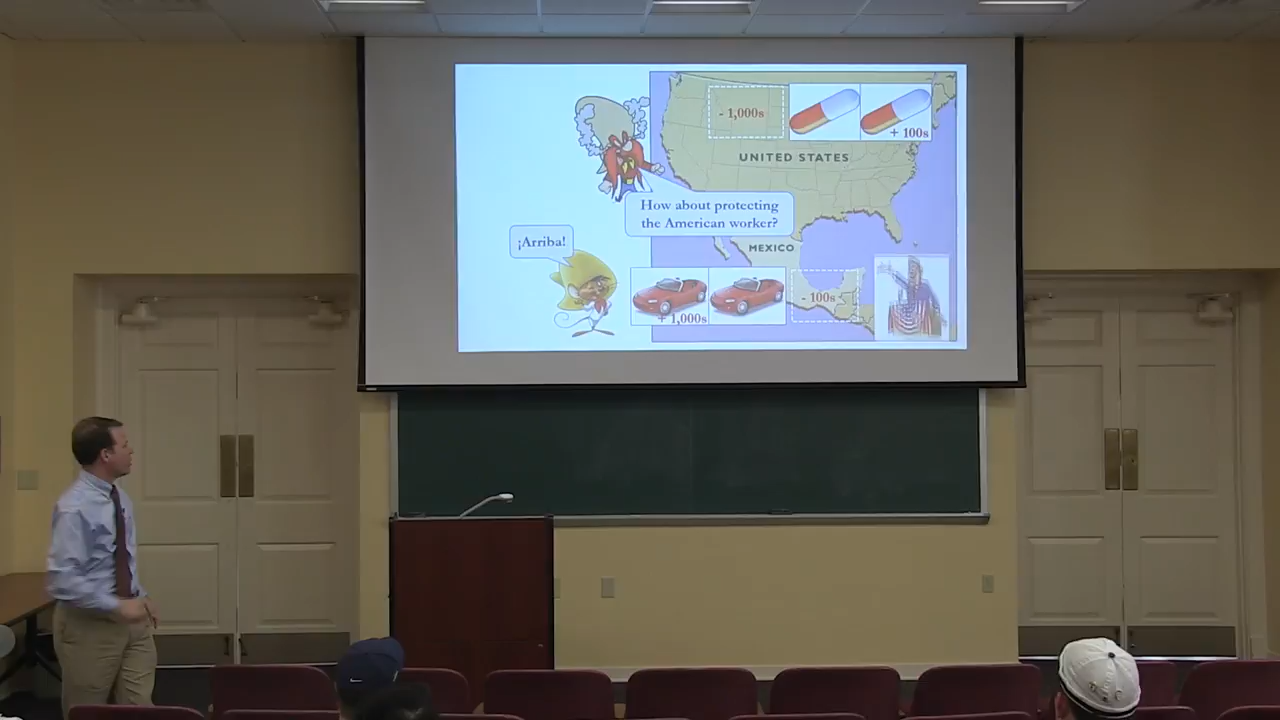 - 1,000s
+ 100s
UNITED STATES
How about protecting
the American worker?
¡Arriba!
MEXICO
+ 1,000s
- 100s